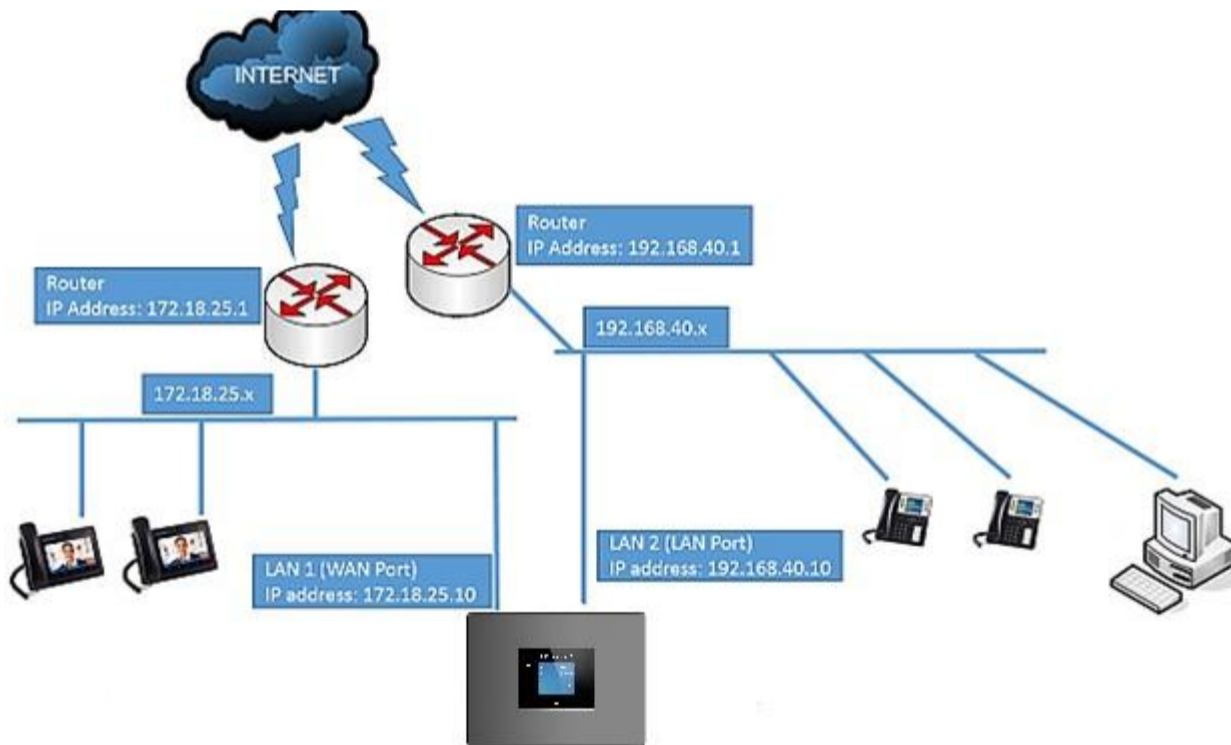 INTERNET
Router
IP Address: 192.168.40.1
Router
IP Address: 172.18.25.1
192.168.40.x
172.18.25.x
LAN 2 (LAN Port)
IP address: 192.168.40.10
LAN 1 (WAN Port)
IP address: 172.18.25.10